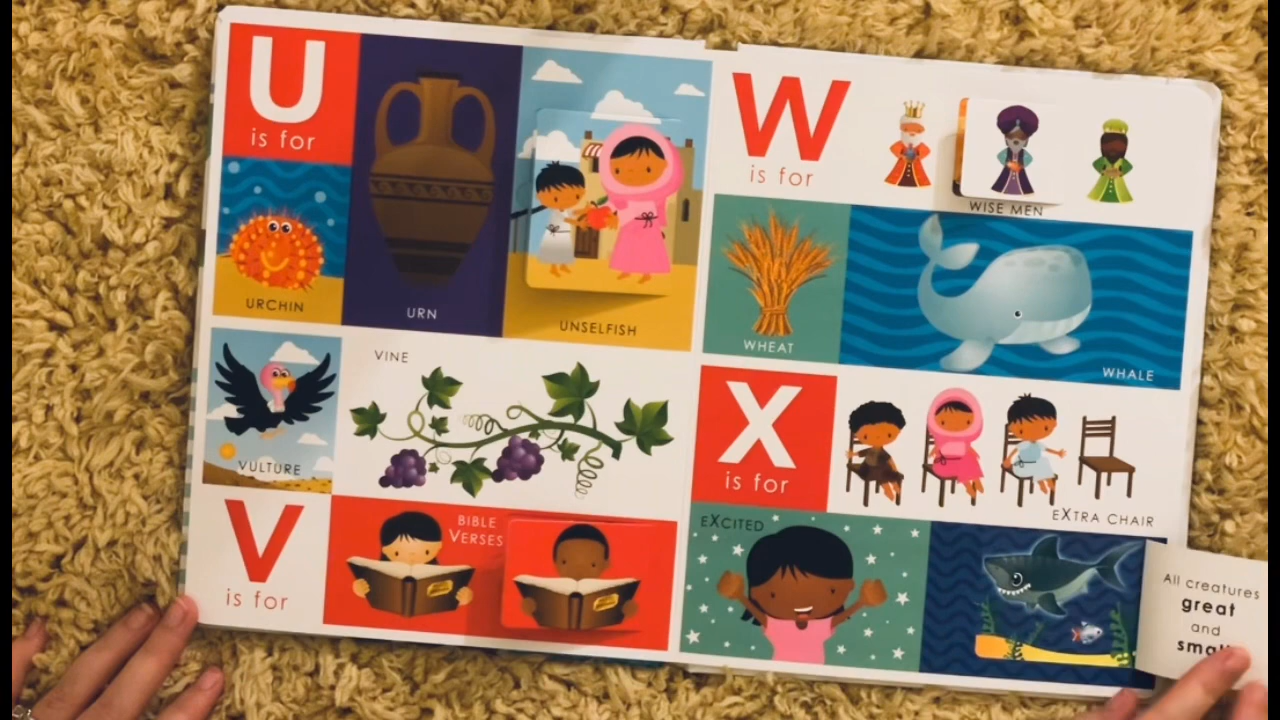 U
is for
URCHIN
URN
UNSELFISH
VULTURE
VINE
V
is for
BIBLE
VERSES
W
is for
WISE MEN
WHEAT
WHALE
X
is for
EXTRA CHAIR
EXCITED
All creatures
great
and
small